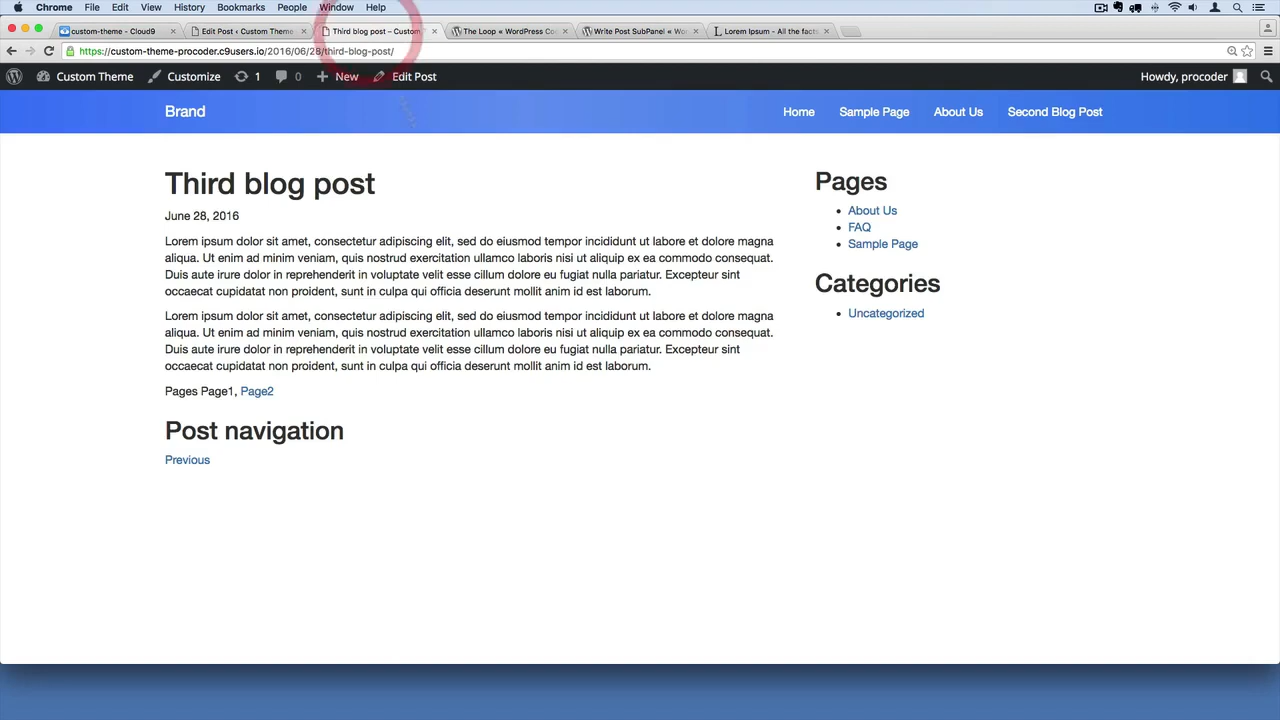 Chrome File Edit View History Bookmarks People Window Help
custom-theme - Cloud9 Edit Post ‹ Custom Theme Third blog post – Custom The Loop « WordPress Co Write Post SubPanel « Wo Lorem Ipsum - All the facts
https://custom-theme-procoder.c9users.io/2016/06/28/third-blog-post/
Custom Theme Customize 1 0 New Edit Post Howdy, procoder
Brand Home Sample Page About Us Second Blog Post
Third blog post
June 28, 2016
Lorem ipsum dolor sit amet, consectetur adipiscing elit, sed do eiusmod tempor incididunt ut labore et dolore magna
aliqua. Ut enim ad minim veniam, quis nostrud exercitation ullamco laboris nisi ut aliquip ex ea commodo consequat.
Duis aute irure dolor in reprehenderit in voluptate velit esse cillum dolore eu fugiat nulla pariatur. Excepteur sint
occaecat cupidatat non proident, sunt in culpa qui officia deserunt mollit anim id est laborum.
Lorem ipsum dolor sit amet, consectetur adipiscing elit, sed do eiusmod tempor incididunt ut labore et dolore magna
aliqua. Ut enim ad minim veniam, quis nostrud exercitation ullamco laboris nisi ut aliquip ex ea commodo consequat.
Duis aute irure dolor in reprehenderit in voluptate velit esse cillum dolore eu fugiat nulla pariatur. Excepteur sint
occaecat cupidatat non proident, sunt in culpa qui officia deserunt mollit anim id est laborum.
Pages Page1, Page2
Post navigation
Previous
Pages
About Us
FAQ
Sample Page
Categories
Uncategorized